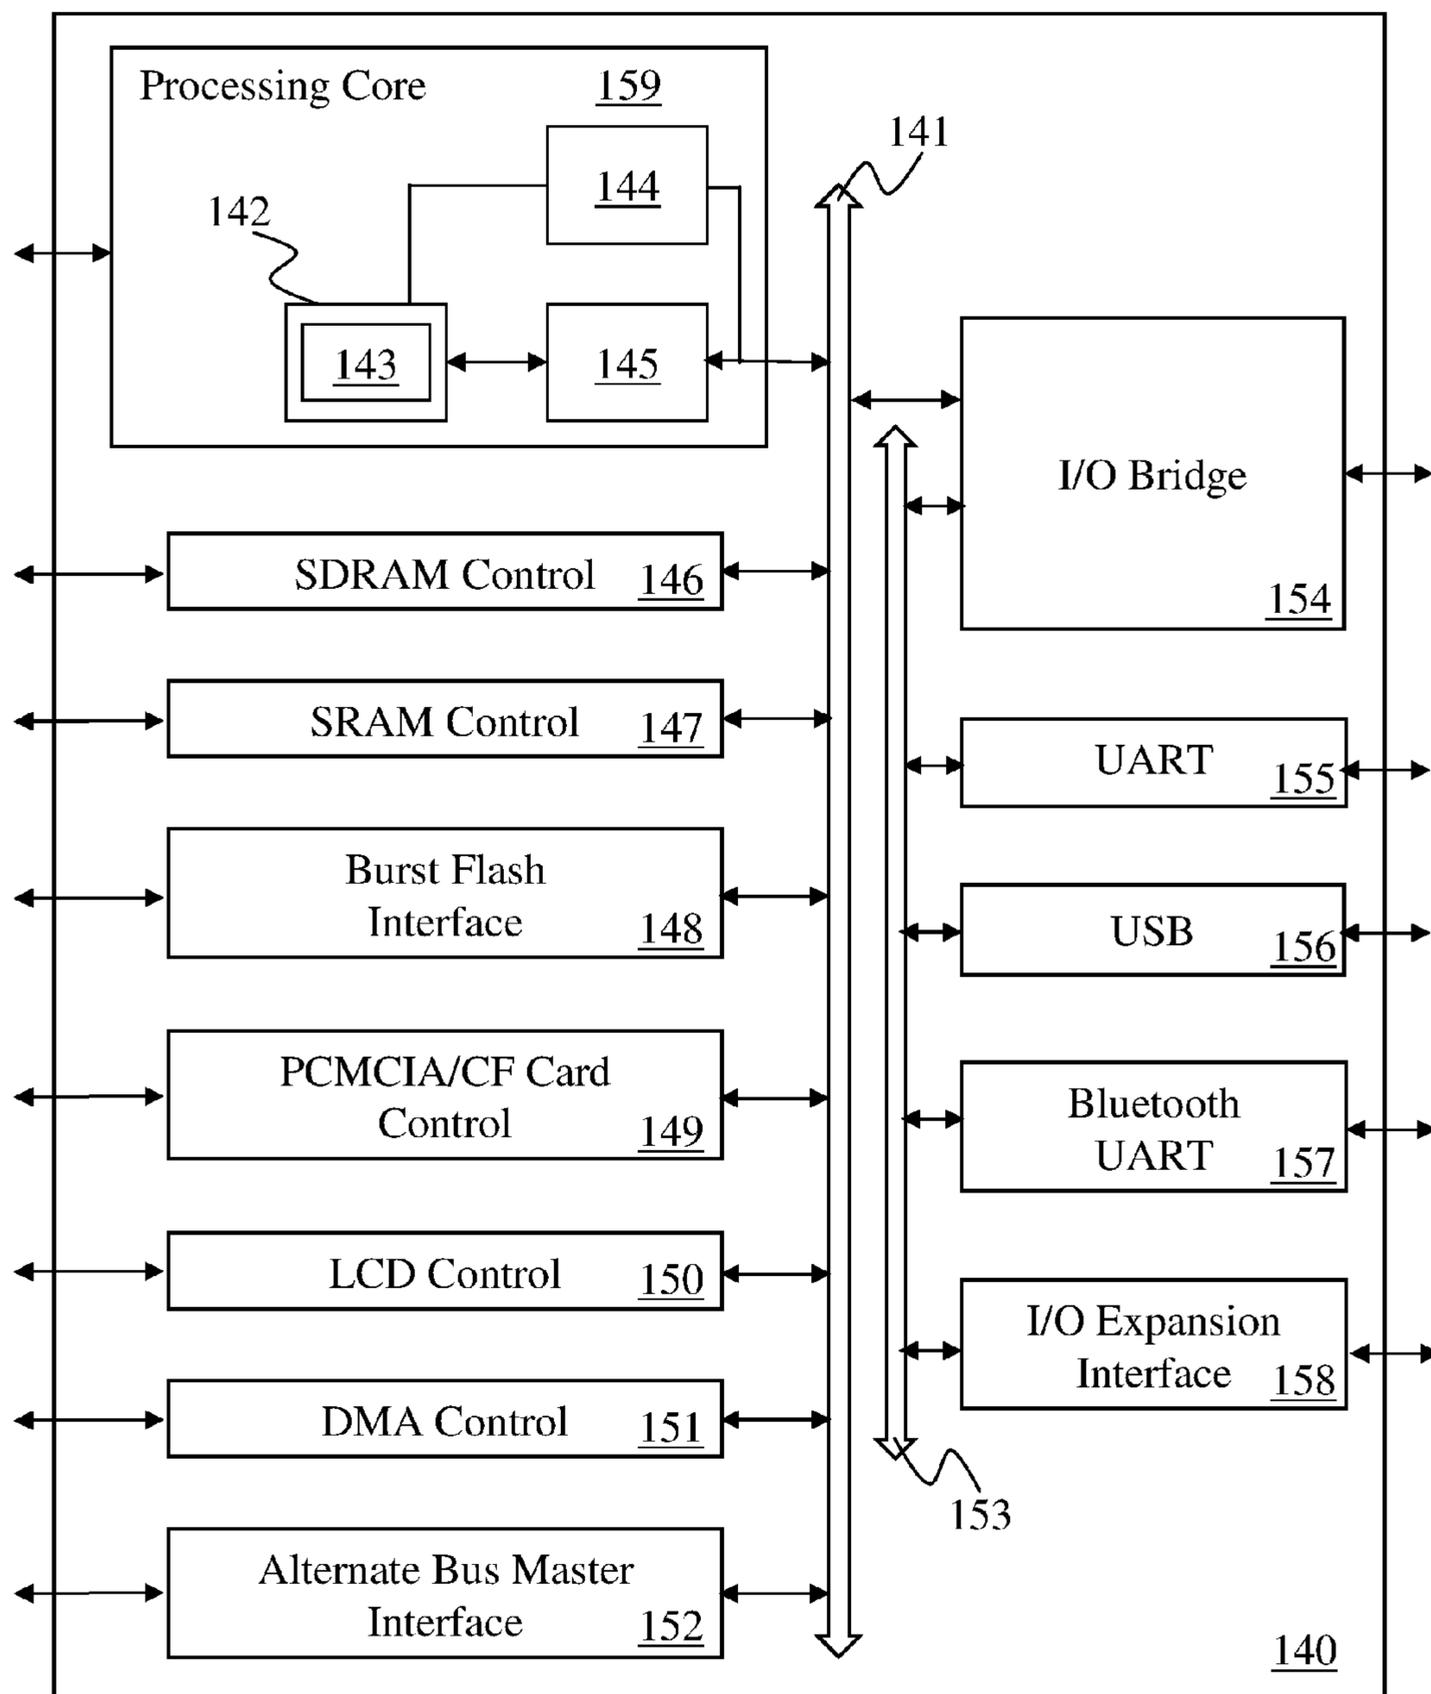 Processing Core
159
144
142
143
145
141
SDRAM Control 146
SRAM Control 147
Burst Flash
Interface 148
PCMCIA/CF Card
Control 149
LCD Control 150
DMA Control 151
Alternate Bus Master
Interface 152
I/O Bridge
154
UART 155
USB 156
Bluetooth
UART 157
I/O Expansion
Interface 158
153
140